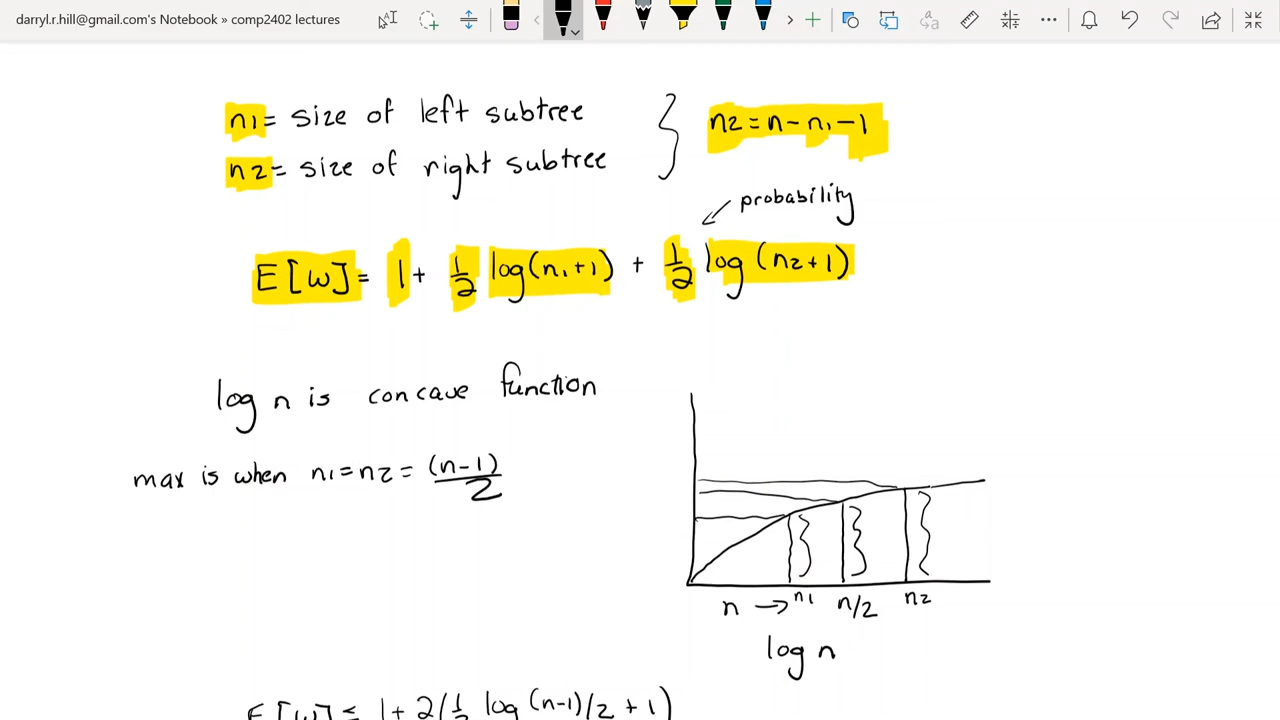 darryl.r.hill@gmail.com's Notebook » comp2402 lectures
n1= size of left subtree
n2= size of right subtree
n2=n-n1-1
probability
E[w]= 1+ 1/2 log(n1+1) + 1/2 log(n2+1)
log n is concave function
max is when n1=n2= (n-1)/2
n → n1 n/2 n2
log n
E[w] ≤ 1+2(1/2 log (n-1)/2 +1)